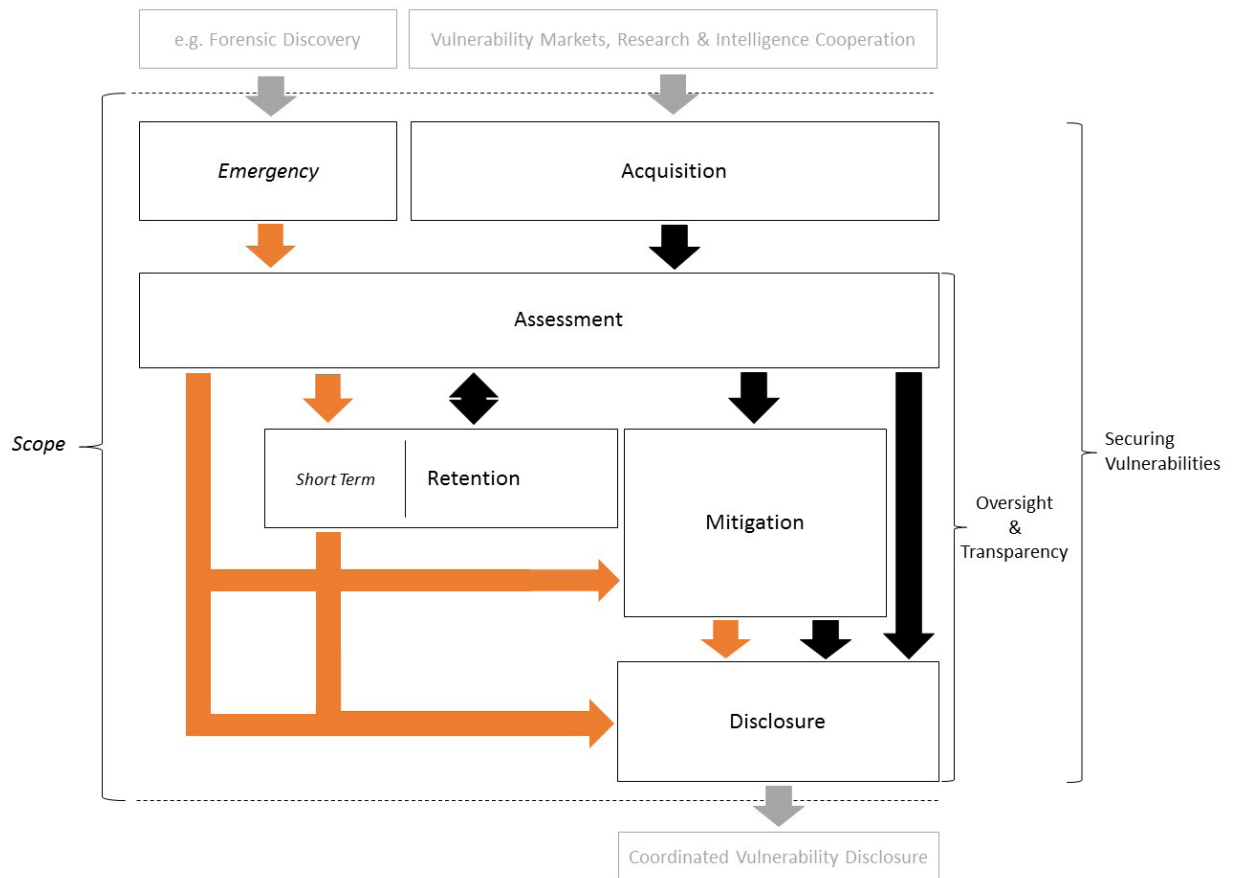 e.g. Forensic Discovery
Vulnerability Markets, Research & Intelligence Cooperation
Emergency
Acquisition
Assessment
Scope
Short Term
Retention
Mitigation
Securing
Vulnerabilities
Oversight
&
Transparency
Disclosure
Coordinated Vulnerability Disclosure